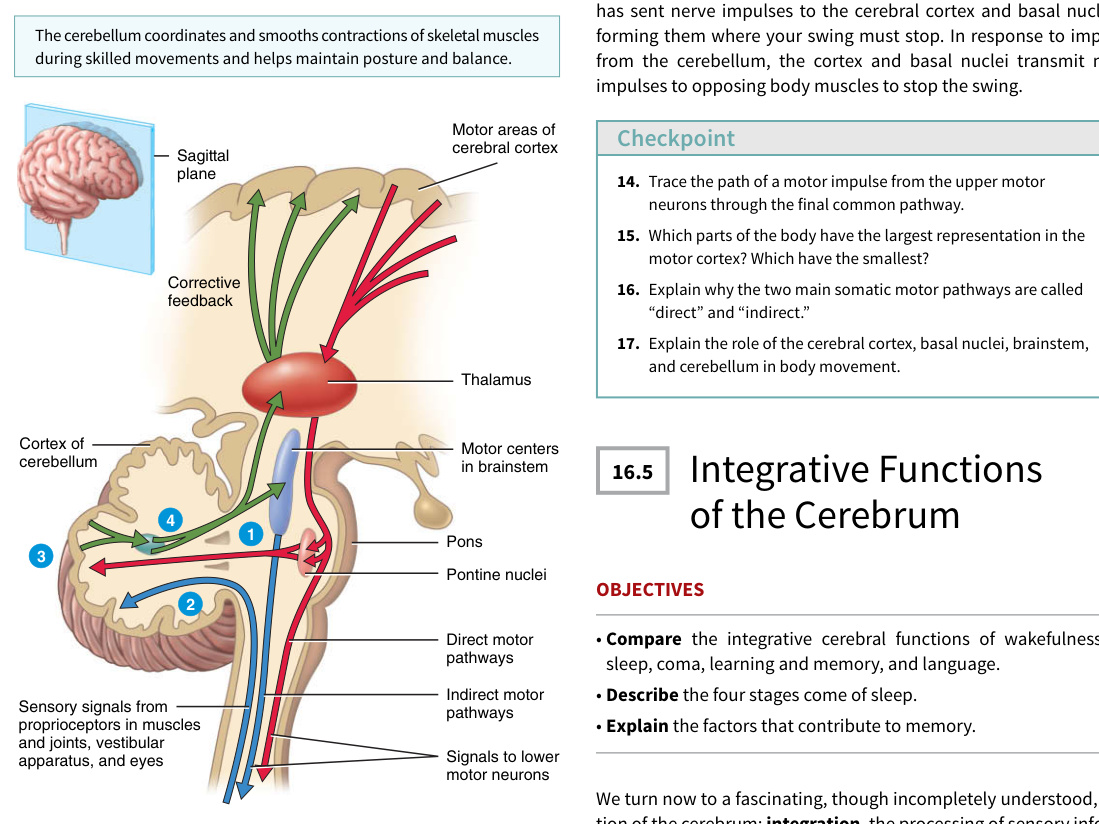 The cerebellum coordinates and smooths contractions of skeletal muscles
during skilled movements and helps maintain posture and balance.
Motor areas of
cerebral cortex
Sagittal
plane
Corrective
feedback
Thalamus
Cortex of
cerebellum
Motor centers
in brainstem
4
1
3
Pons
Pontine nuclei
2
Direct motor
pathways
Indirect motor
pathways
Sensory signals from
proprioceptors in muscles
and joints, vestibular
apparatus, and eyes
Signals to lower
motor neurons
has sent nerve impulses to the cerebral cortex and basal nucl
forming them where your swing must stop. In response to imp
from the cerebellum, the cortex and basal nuclei transmit
impulses to opposing body muscles to stop the swing.
Checkpoint
14. Trace the path of a motor impulse from the upper motor
neurons through the final common pathway.
15. Which parts of the body have the largest representation in the
motor cortex? Which have the smallest?
16. Explain why the two main somatic motor pathways are called
“direct” and “indirect.”
17. Explain the role of the cerebral cortex, basal nuclei, brainstem,
and cerebellum in body movement.
16.5 Integrative Functions
of the Cerebrum
OBJECTIVES
• Compare the integrative cerebral functions of wakefulness
sleep, coma, learning and memory, and language.
• Describe the four stages come of sleep.
• Explain the factors that contribute to memory.
We turn now to a fascinating, though incompletely understood,
tion of the cerebrum: integration, the processing of sensory info